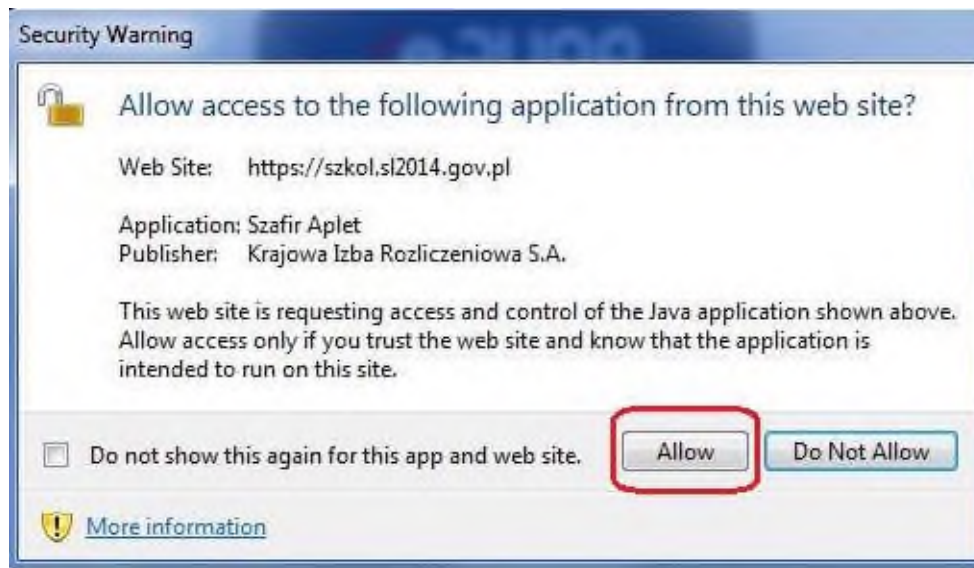 Security Warning
Allow access to the following application from this web site?
Web Site: https://szkol.sl2014.gov.pl
Application: Szafir Aplet
Publisher: Krajowa Izba Rozliczeniowa S.A.
This web site is requesting access and control of the Java application shown above.
Allow access only if you trust the web site and know that the application is
intended to run on this site.
Do not show this again for this app and web site.
Allow
Do Not Allow
More information